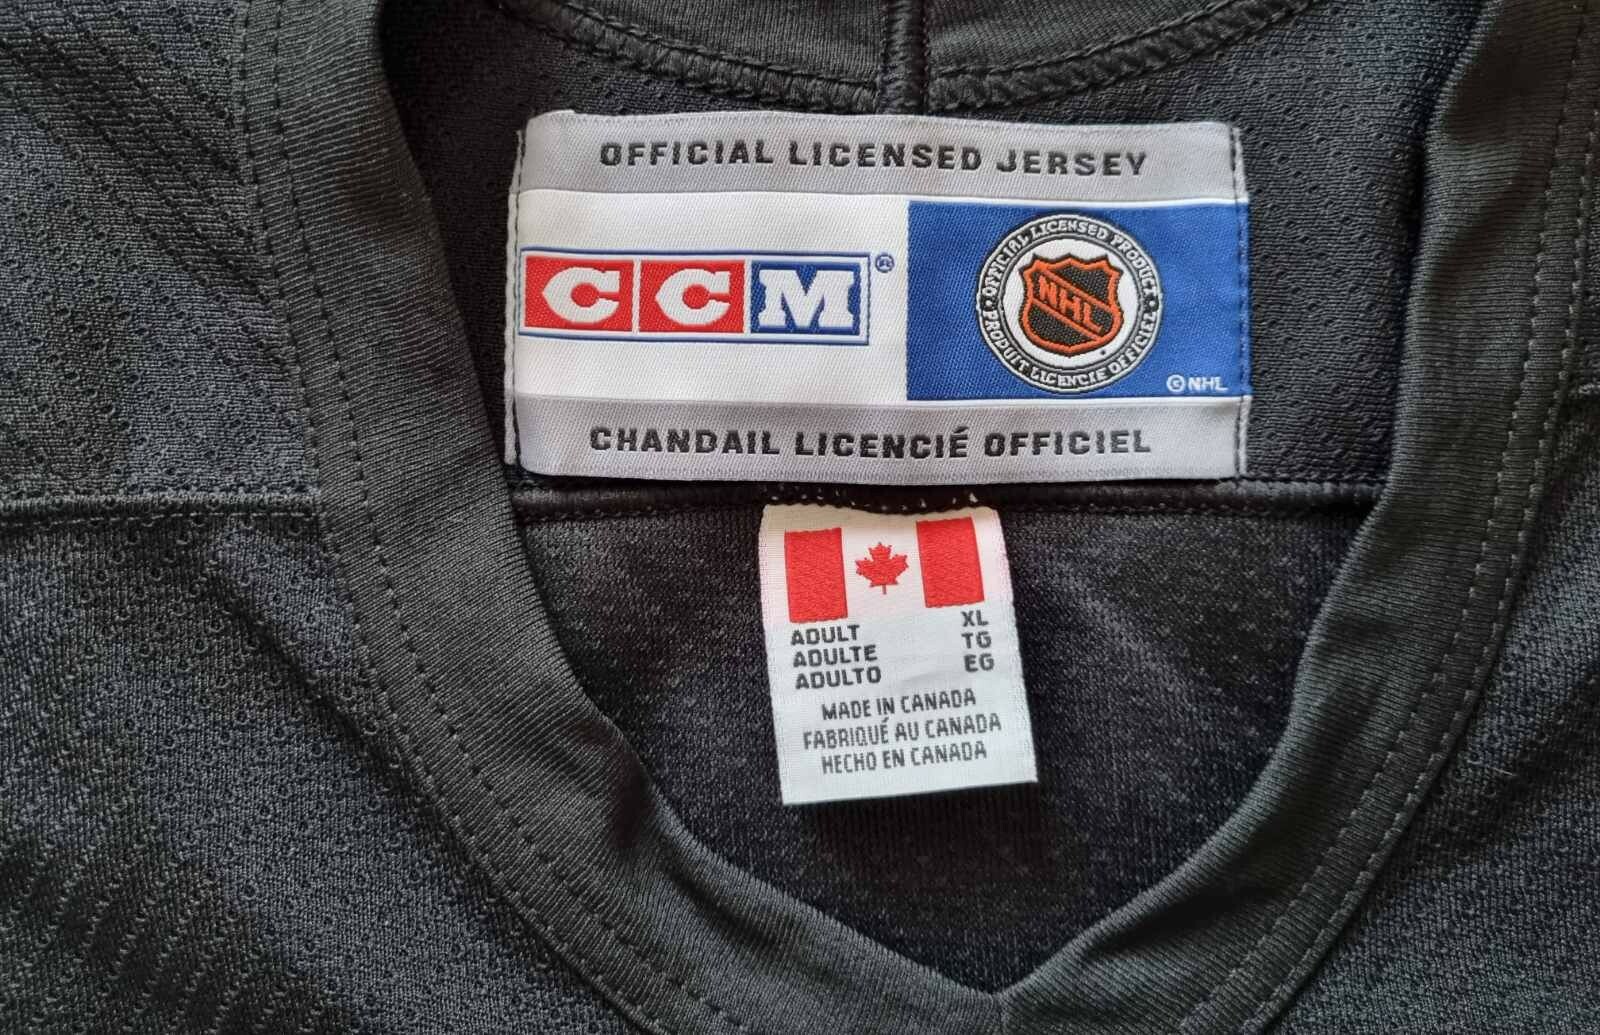 OFFICIAL LICENSED JERSEY
CCM®
OFFICIAL LICENSED PRODUCT
NHL
PRODUIT LICENCIE OFFICIEL
©NHL
CHANDAIL LICENCIÉ OFFICIEL
ADULT XL
ADULTE TG
ADULTO EG
MADE IN CANADA
FABRIQUÉ AU CANADA
HECHO EN CANADA